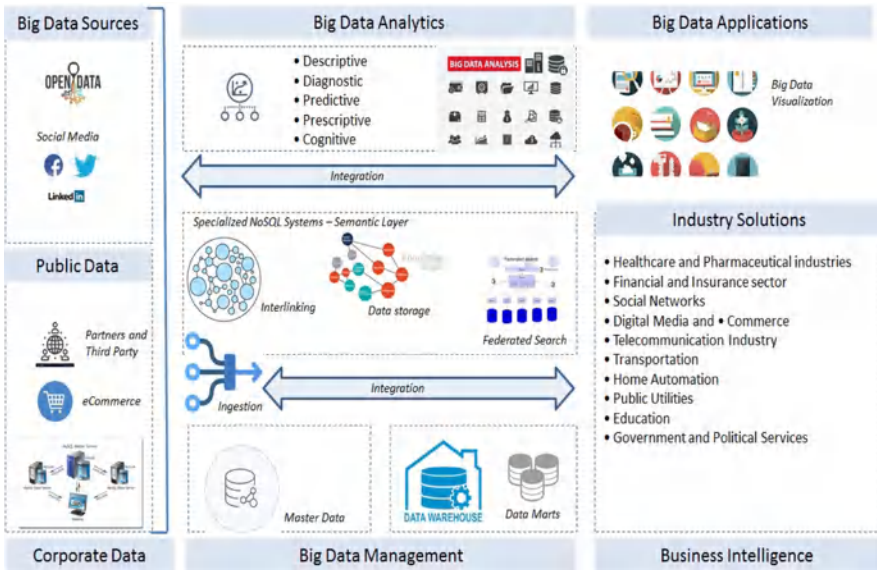 Big Data Sources
OPEN DATA
Social Media
Linked in
Public Data
Partners and
Third Party
eCommerce
Corporate Data
Big Data Analytics
• Descriptive
• Diagnostic
• Predictive
• Prescriptive
• Cognitive
BIG DATA ANALYSIS
Integration
Specialized NoSQL Systems – Semantic Layer
Interlinking
Data storage
Federated Search
Ingestion
Integration
Master Data
DATA WAREHOUSE
Data Marts
Big Data Management
Big Data Applications
Big Data
Visualization
Industry Solutions
• Healthcare and Pharmaceutical industries
• Financial and Insurance sector
• Social Networks
• Digital Media and • Commerce
• Telecommunication Industry
• Transportation
• Home Automation
• Public Utilities
• Education
• Government and Political Services
Business Intelligence